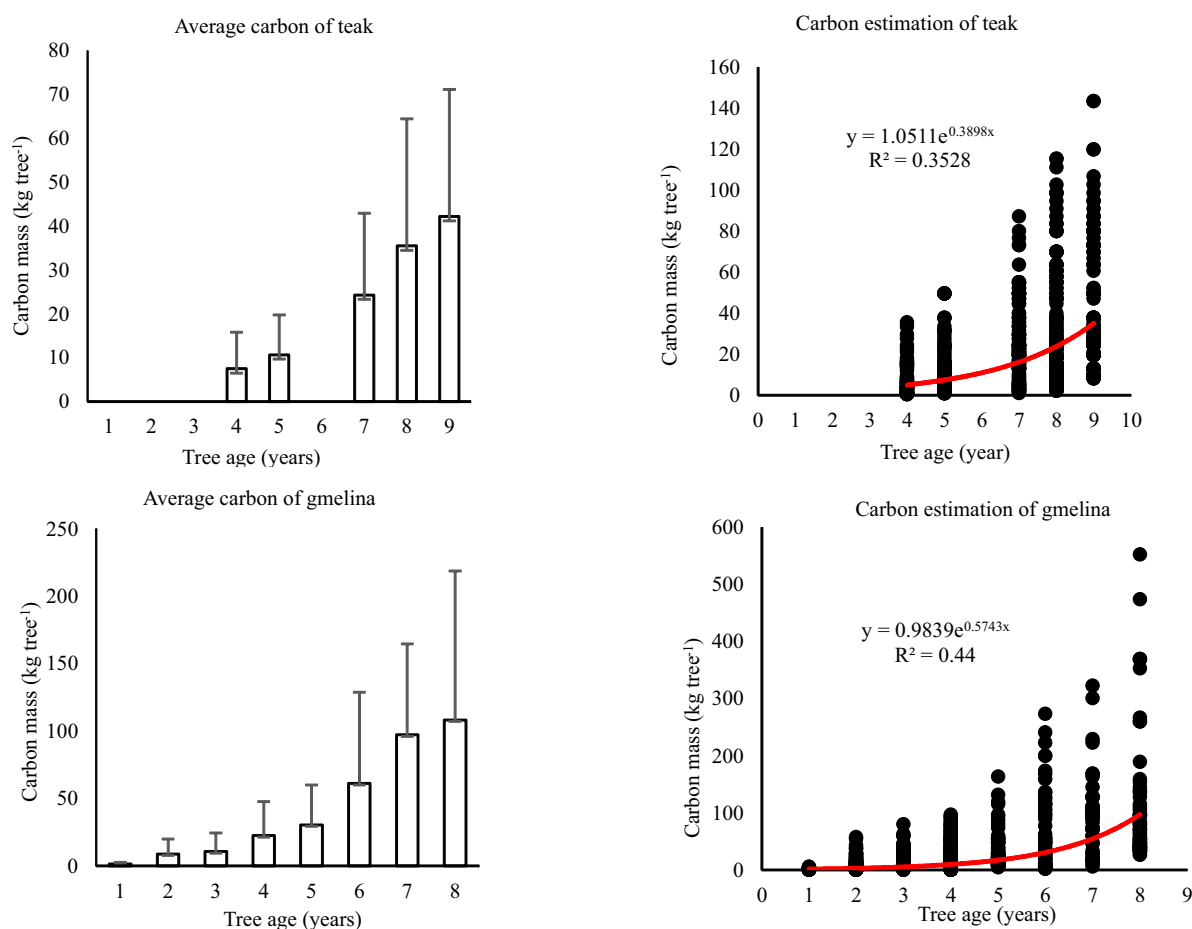 Average carbon of teak
Carbon mass (kg tree-1)
80
70
60
50
40
30
20
10
0
1 2 3 4 5 6 7 8 9
Tree age (years)
Carbon estimation of teak
Carbon mass (kg tree-1)
160
140
120
100
80
60
40
20
0
y = 1.0511e0.3898x
R² = 0.3528
0 1 2 3 4 5 6 7 8 9 10
Tree age (year)
Average carbon of gmelina
Carbon mass (kg tree-1)
250
200
150
100
50
0
1 2 3 4 5 6 7 8
Tree age (years)
Carbon estimation of gmelina
Carbon mass (kg tree-1)
600
500
400
300
200
100
0
y = 0.9839e0.5743x
R² = 0.44
0 1 2 3 4 5 6 7 8 9
Tree age (years)